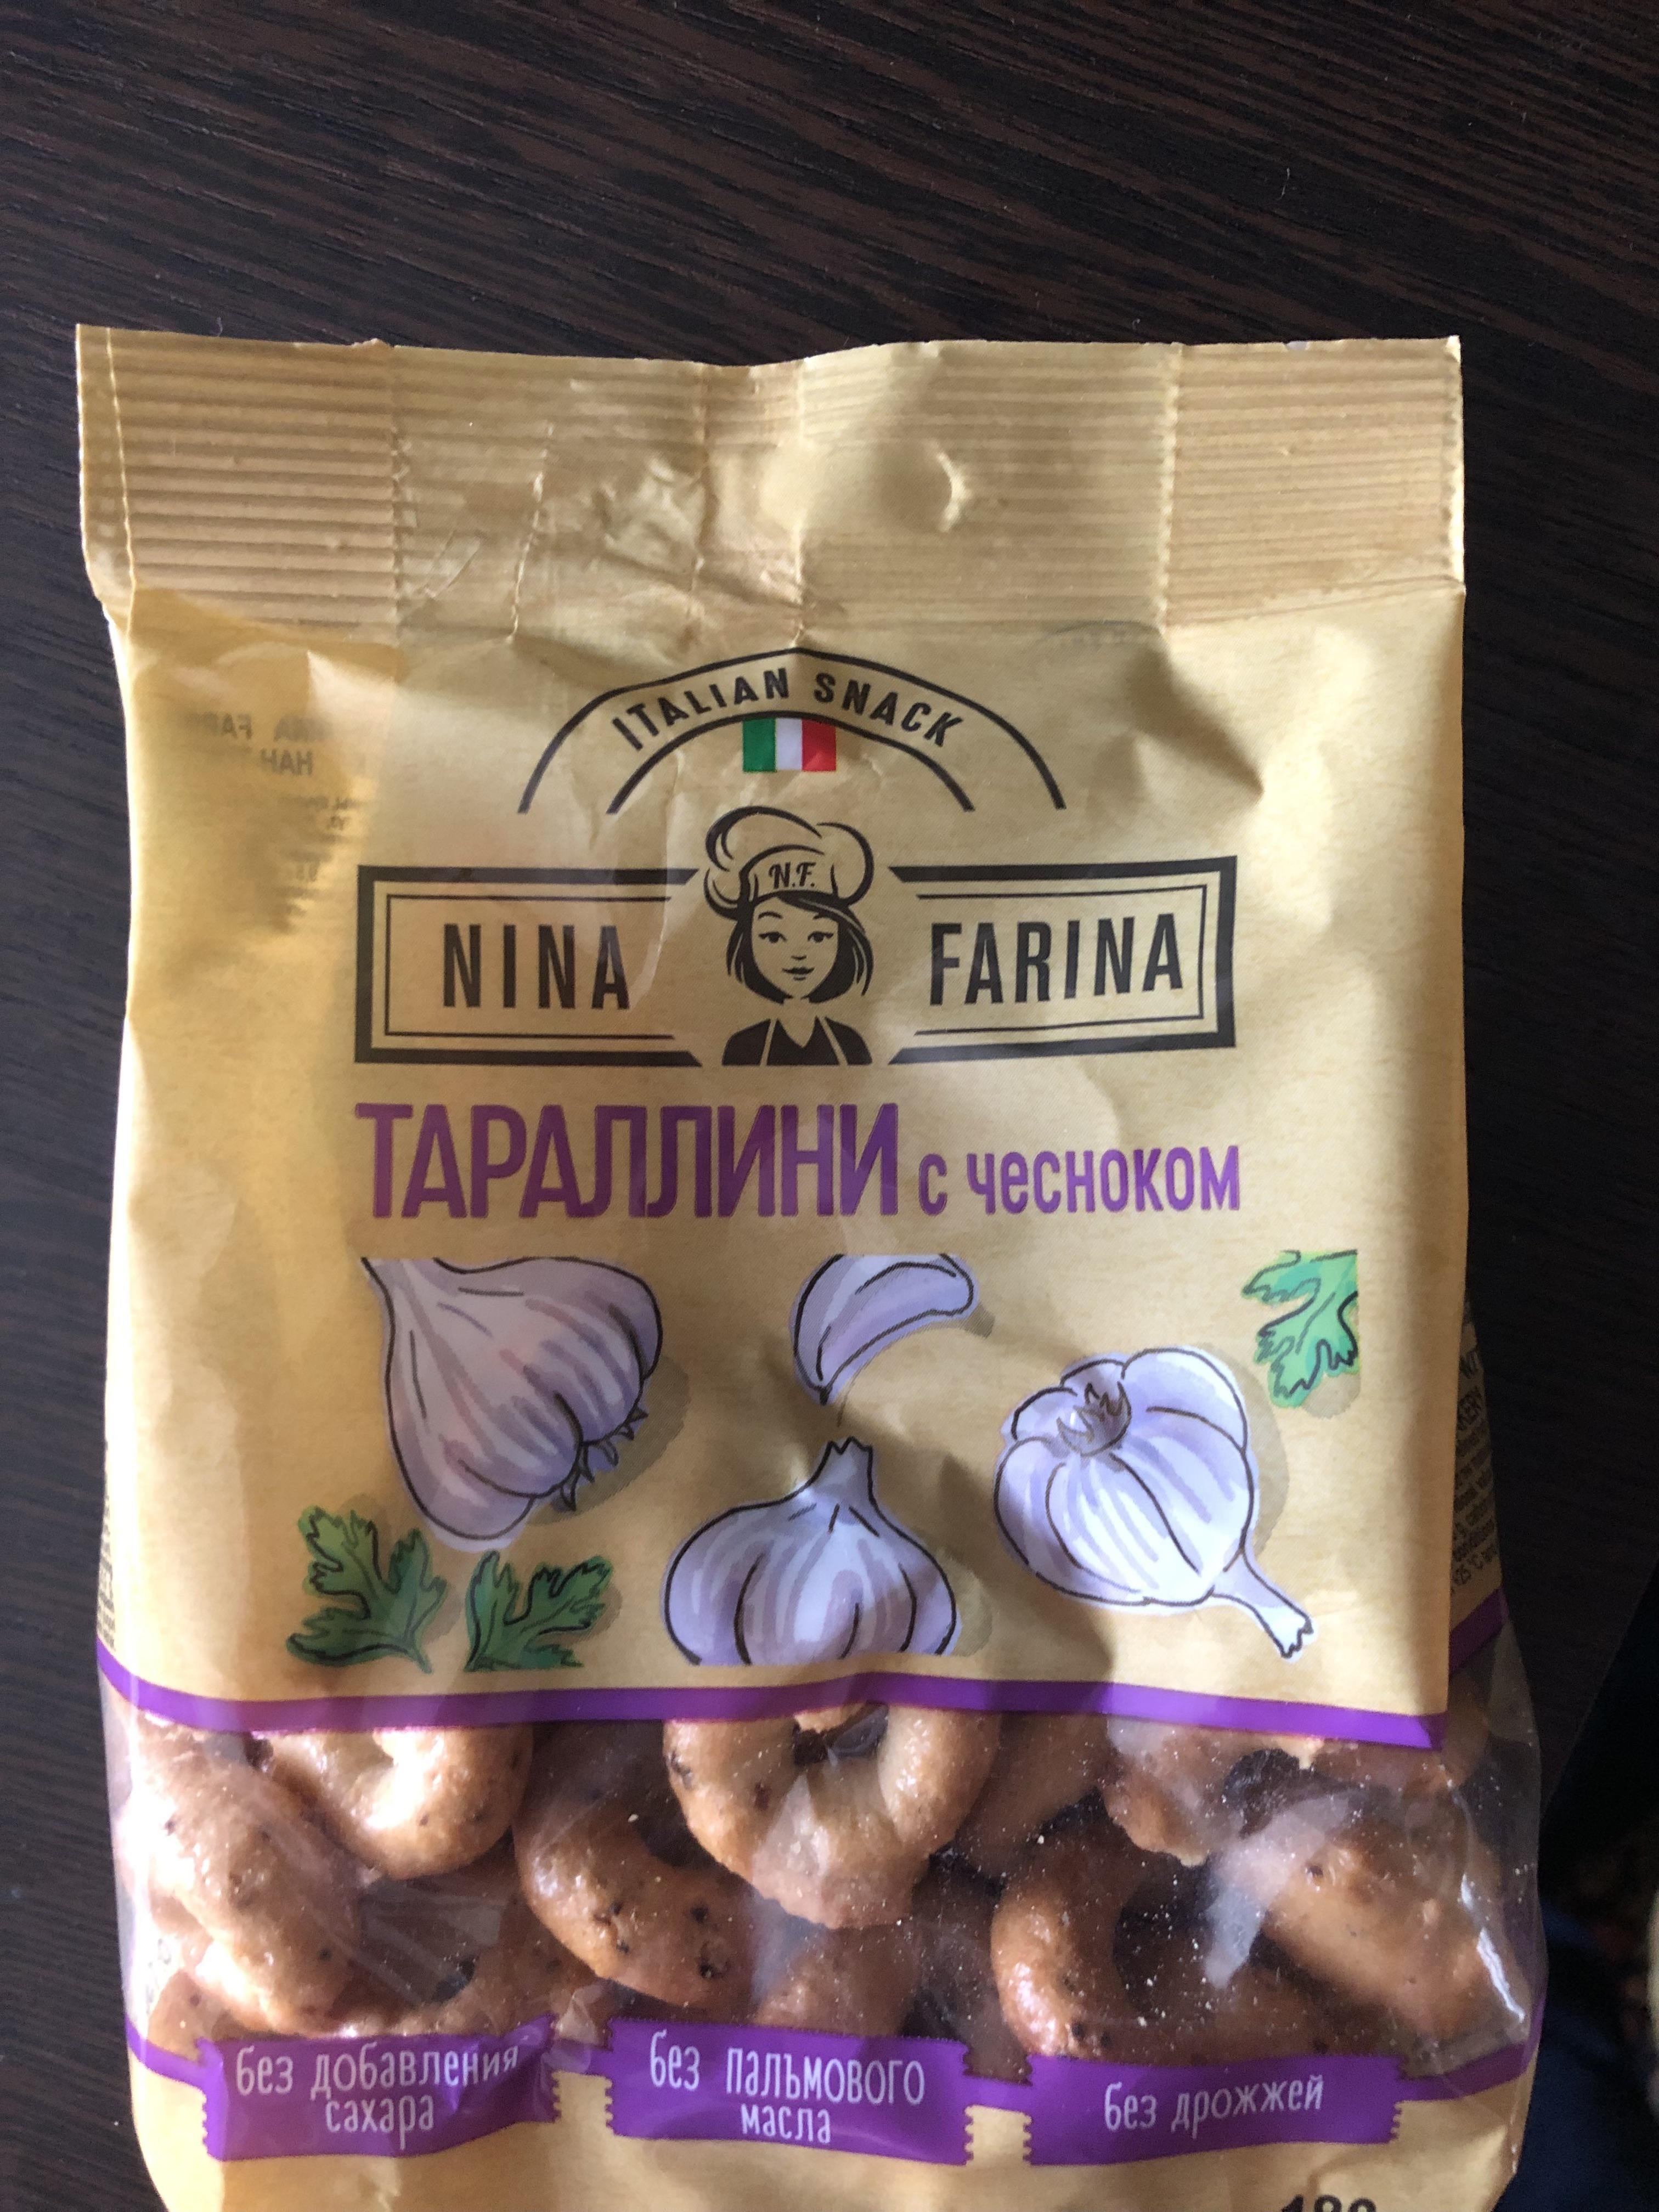 ITALIAN SNACK
N.F.
NINA FARINA
ТАРАЛЛИНИ с чесноком
без добавления
сахара
без пальмового
масла
без дрожжей